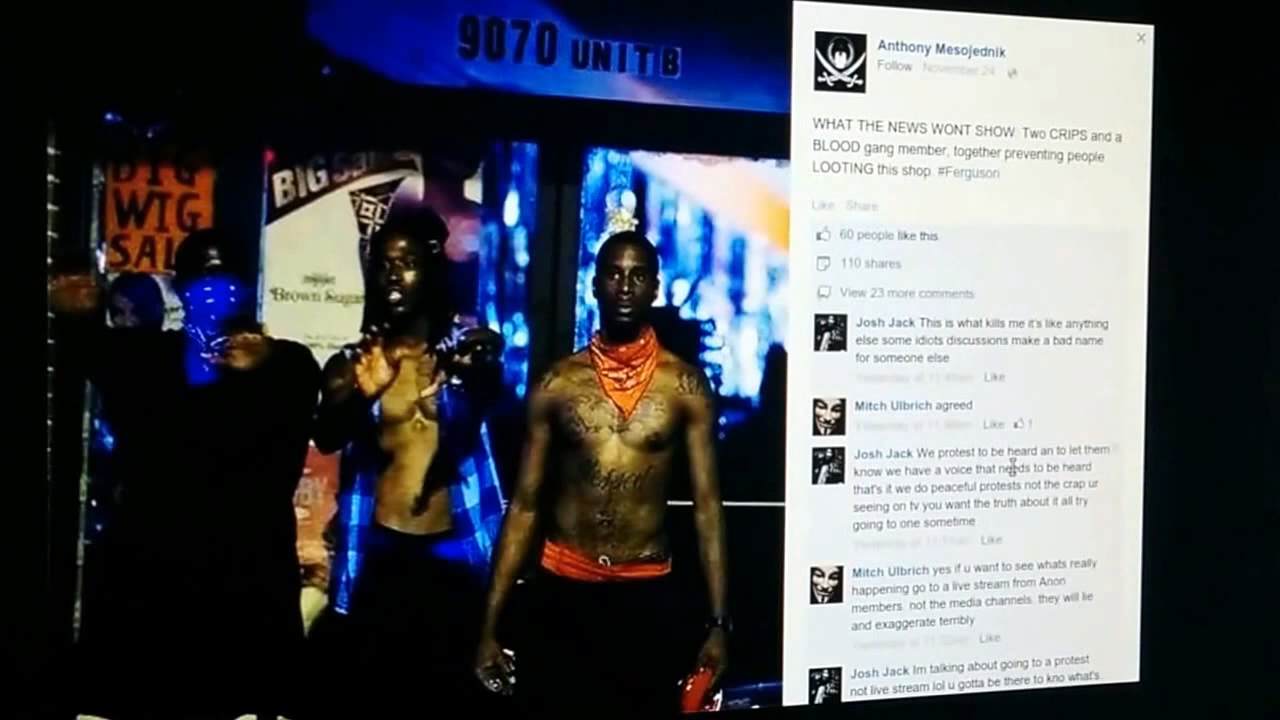 9070 UNIT B
BIG
WIG
SAL
BIG
Brown Sugar
Blessed
Anthony Mesojednik
Follow November 24
WHAT THE NEWS WONT SHOW: Two CRIPS and a
BLOOD gang member, together preventing people
LOOTING this shop. #Ferguson
Like Share
60 people like this.
110 shares
View 23 more comments
Josh Jack This is what kills me it's like anything
else some idiots discussions make a bad name
for someone else
Like
Mitch Ulbrich agreed
Like 1
Josh Jack We protest to be heard an to let them
know we have a voice that needs to be heard
that's it we do peaceful protests not the crap ur
seeing on tv you want the truth about it all try
going to one sometime
Like
Mitch Ulbrich yes if u want to see whats really
happening go to a live stream from Anon
members. not the media channels. they will lie
and exaggerate terribly
Like
Josh Jack Im talking about going to a protest
not live stream lol u gotta be there to kno what's